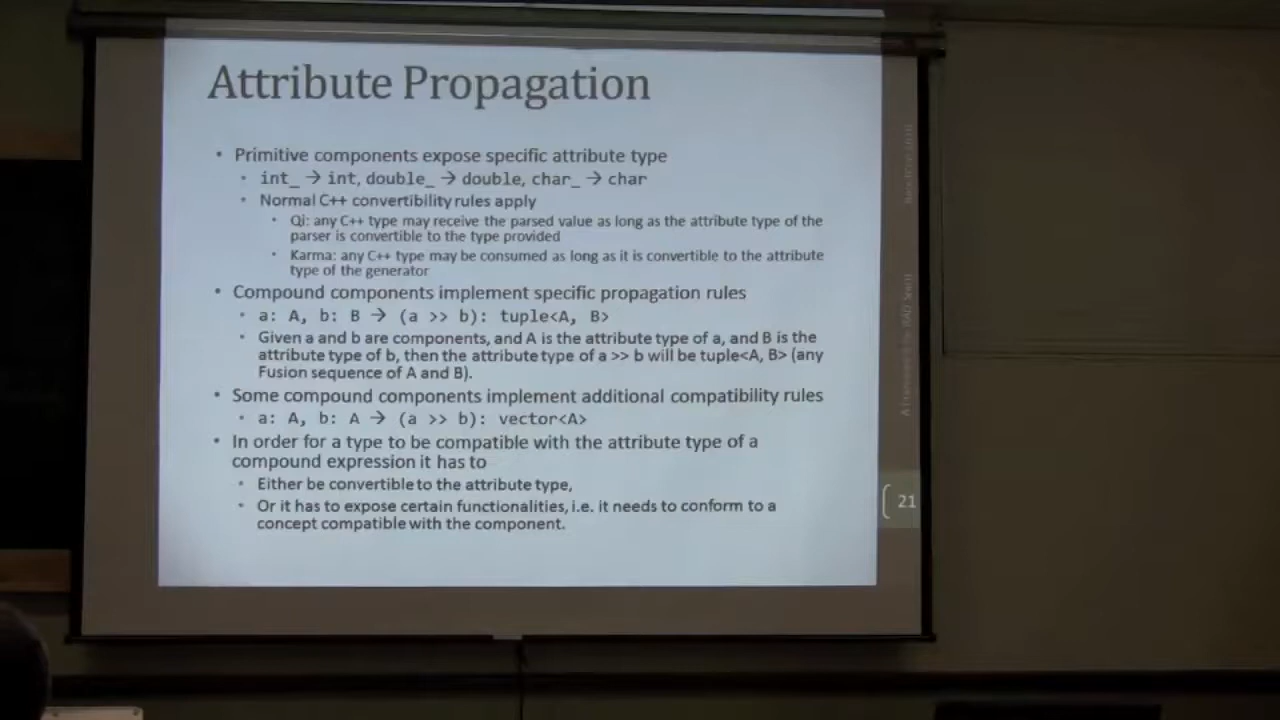 Attribute Propagation
• Primitive components expose specific attribute type
• int_ → int, double_ → double, char_ → char
• Normal C++ convertibility rules apply
• Qi: any C++ type may receive the parsed value as long as the attribute type of the
parser is convertible to the type provided
• Karma: any C++ type may be consumed as long as it is convertible to the attribute
type of the generator
• Compound components implement specific propagation rules
• a: A, b: B → (a >> b): tuple<A, B>
• Given a and b are components, and A is the attribute type of a, and B is the
attribute type of b, then the attribute type of a >> b will be tuple<A, B> (any
Fusion sequence of A and B).
• Some compound components implement additional compatibility rules
• a: A, b: A → (a >> b): vector<A>
• In order for a type to be compatible with the attribute type of a
compound expression it has to
• Either be convertible to the attribute type,
• Or it has to expose certain functionalities, i.e. it needs to conform to a
concept compatible with the component.
21